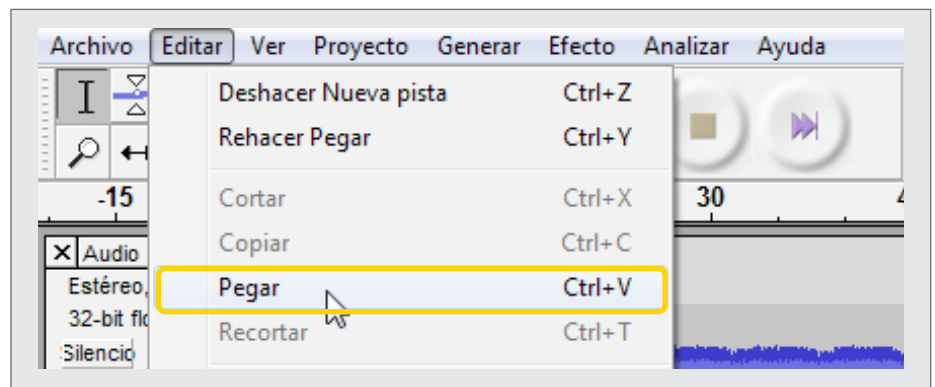 Archivo Editar Ver Proyecto Generar Efecto Analizar Ayuda
Deshacer Nueva pista Ctrl+Z
Rehacer Pegar Ctrl+Y
-15 30
Cortar Ctrl+X
Copiar Ctrl+C
Audio
Estéreo,
Pegar Ctrl+V
32-bit
Recortar Ctrl+T
Silencio